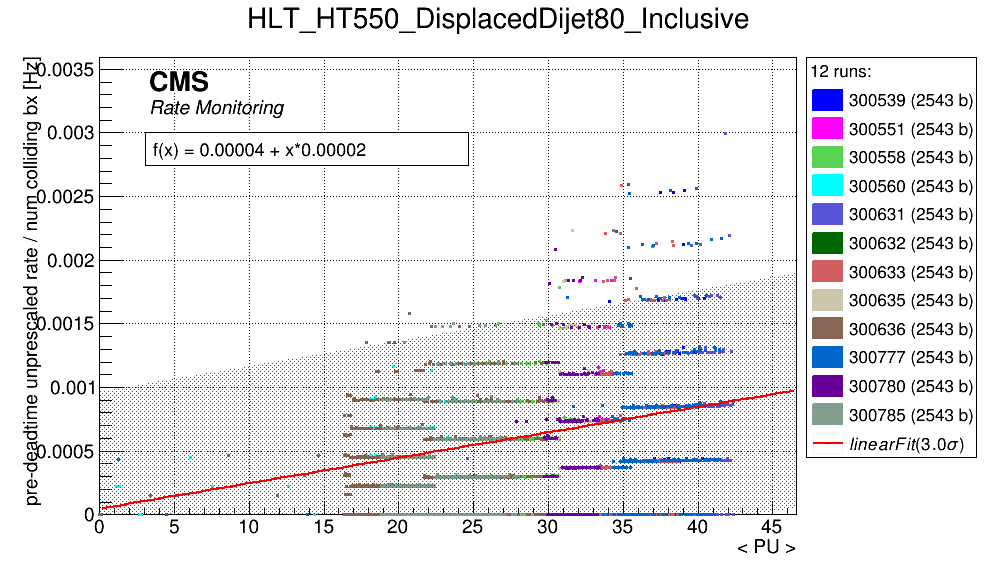 HLT_HT550_DisplacedDijet80_Inclusive
pre-deadtime unprescaled rate / num colliding bx [Hz]
0.0035
0.003
0.0025
0.002
0.0015
0.001
0.0005
0
CMS
Rate Monitoring
f(x) = 0.00004 + x*0.00002
0 5 10 15 20 25 30 35 40 45
< PU >
12 runs:
300539 (2543 b)
300551 (2543 b)
300558 (2543 b)
300560 (2543 b)
300631 (2543 b)
300632 (2543 b)
300633 (2543 b)
300635 (2543 b)
300636 (2543 b)
300777 (2543 b)
300780 (2543 b)
300785 (2543 b)
linearFit(3.0σ)